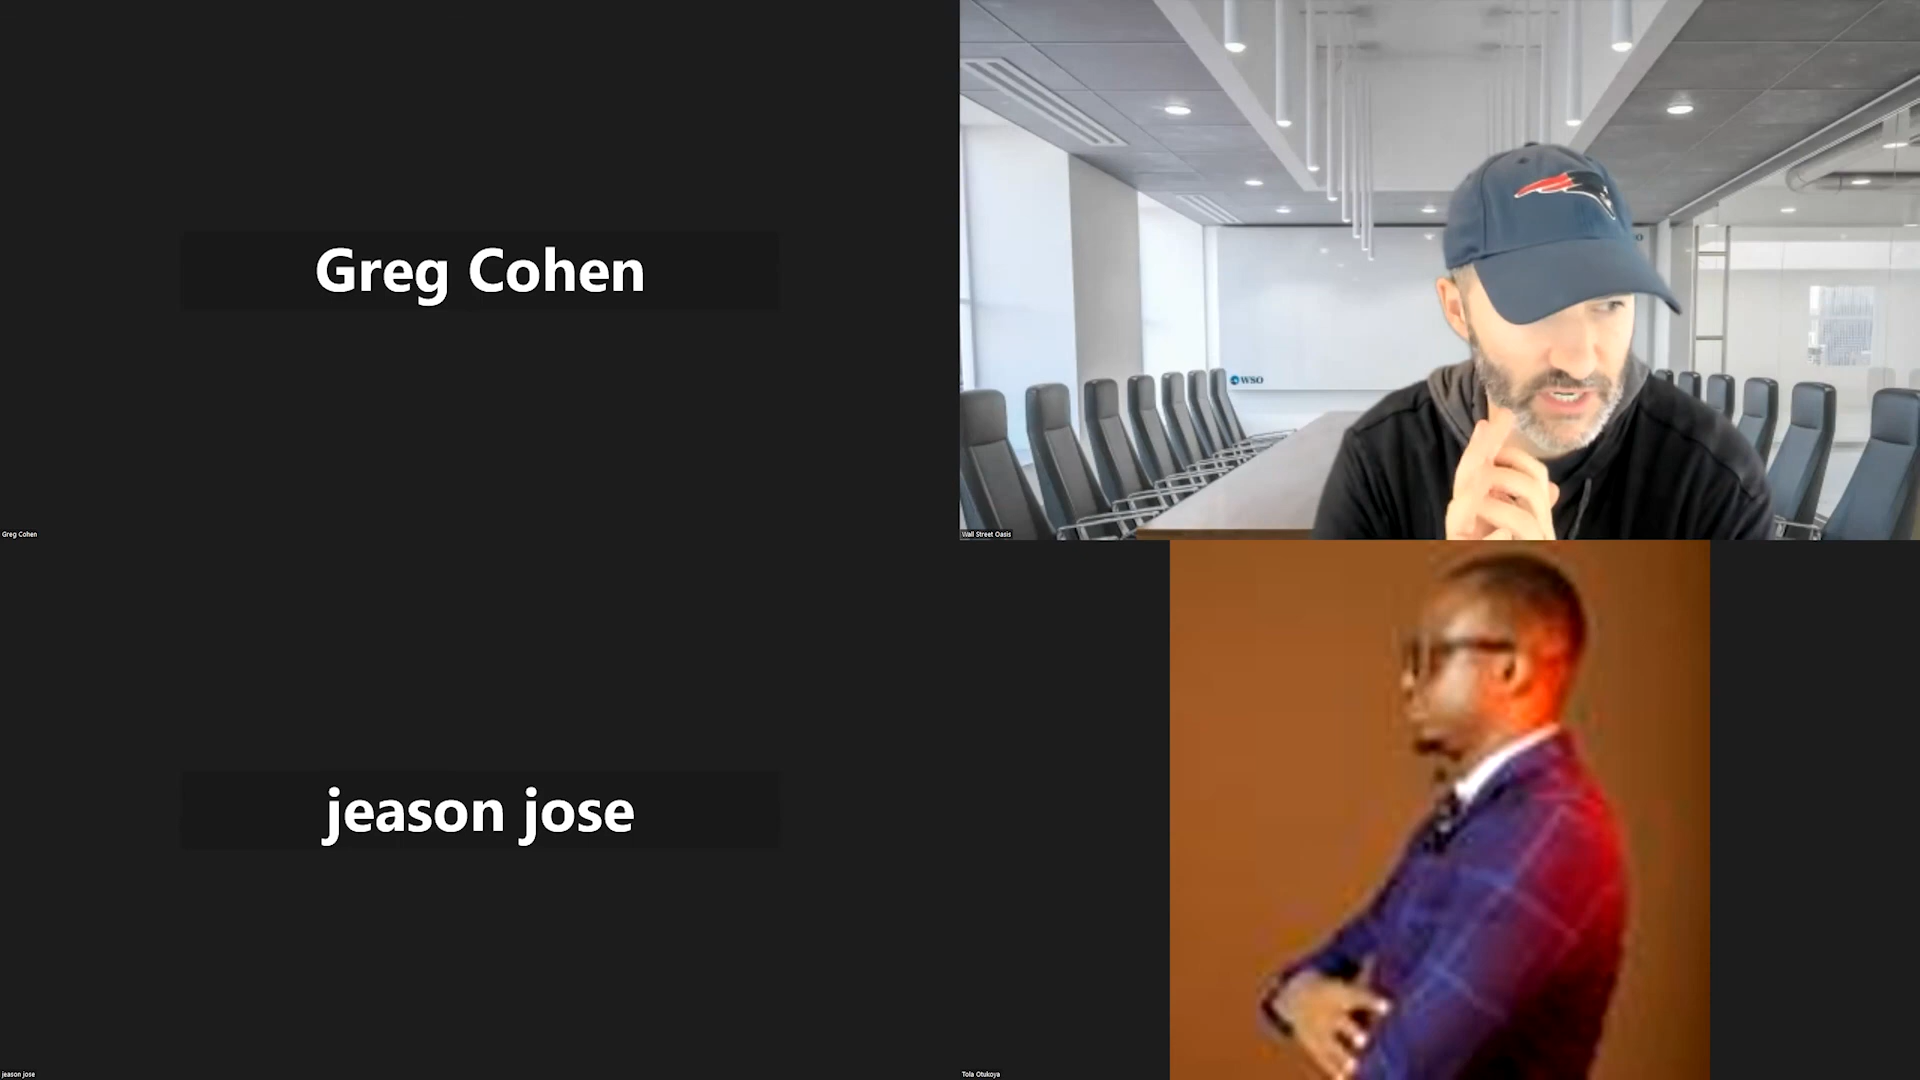 Greg Cohen
Greg Cohen
WSO
Wall Street Oasis
jeason jose
jeason jose
Tola Otukoya